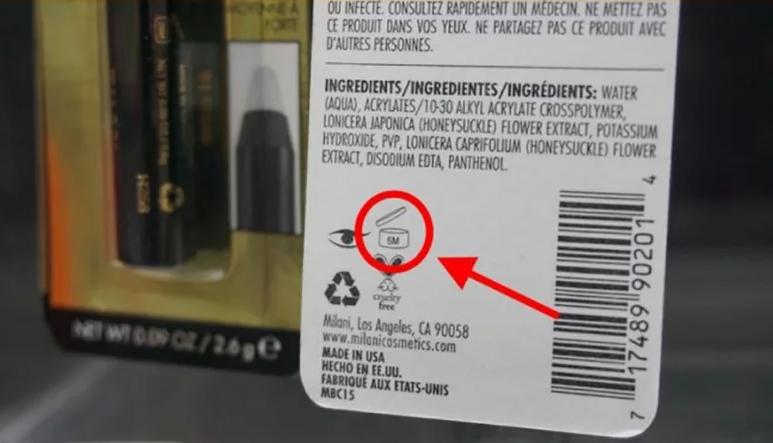 MOYENNE À
FORTE
NET WT 0.09 OZ / 2.6 g e
OU INFECTÉ. CONSULTEZ RAPIDEMENT UN MÉDECIN. NE METTEZ PAS
CE PRODUIT DANS VOS YEUX. NE PARTAGEZ PAS CE PRODUIT AVEC
D'AUTRES PERSONNES.
INGREDIENTS/INGREDIENTES/INGRÉDIENTS: WATER
(AQUA), ACRYLATES/10-30 ALKYL ACRYLATE CROSSPOLYMER,
LONICERA JAPONICA (HONEYSUCKLE) FLOWER EXTRACT, POTASSIUM
HYDROXIDE, PVP, LONICERA CAPRIFOLIUM (HONEYSUCKLE) FLOWER
EXTRACT, DISODIUM EDTA, PANTHENOL.
6M
cruelty
free
Milani, Los Angeles, CA 90058
www.milanicosmetics.com
MADE IN USA
HECHO EN EE.UU.
FABRIQUÉ AUX ETATS-UNIS
MBC15
7 17489 90201 4